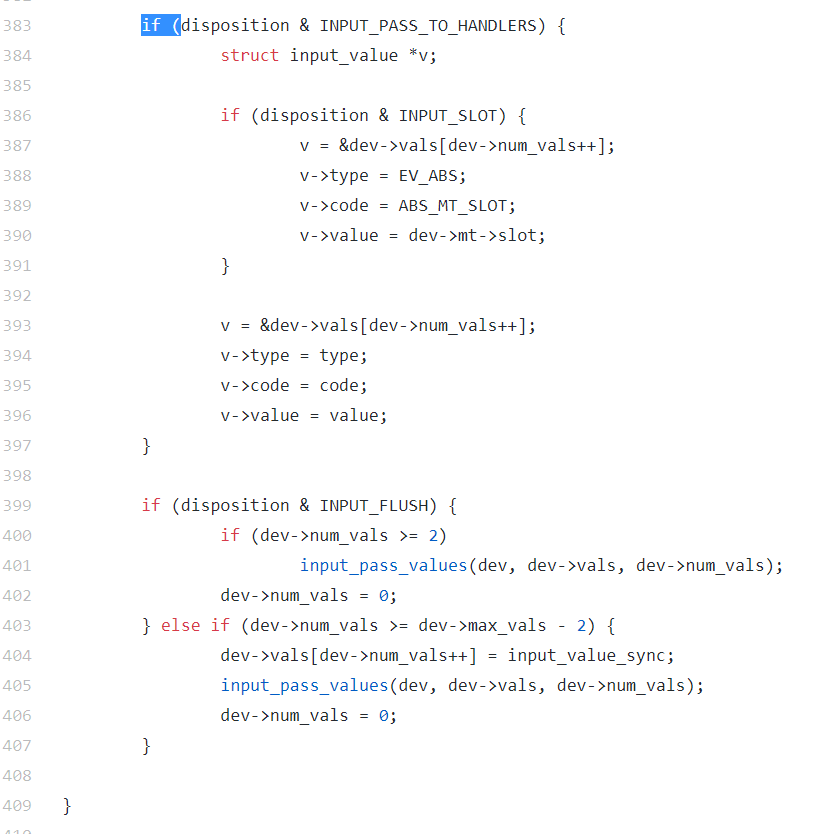 383 if (disposition & INPUT_PASS_TO_HANDLERS) {
384 struct input_value *v;
385
386 if (disposition & INPUT_SLOT) {
387 v = &dev->vals[dev->num_vals++];
388 v->type = EV_ABS;
389 v->code = ABS_MT_SLOT;
390 v->value = dev->mt->slot;
391 }
392
393 v = &dev->vals[dev->num_vals++];
394 v->type = type;
395 v->code = code;
396 v->value = value;
397 }
398
399 if (disposition & INPUT_FLUSH) {
400 if (dev->num_vals >= 2)
401 input_pass_values(dev, dev->vals, dev->num_vals);
402 dev->num_vals = 0;
403 } else if (dev->num_vals >= dev->max_vals - 2) {
404 dev->vals[dev->num_vals++] = input_value_sync;
405 input_pass_values(dev, dev->vals, dev->num_vals);
406 dev->num_vals = 0;
407 }
408
409 }